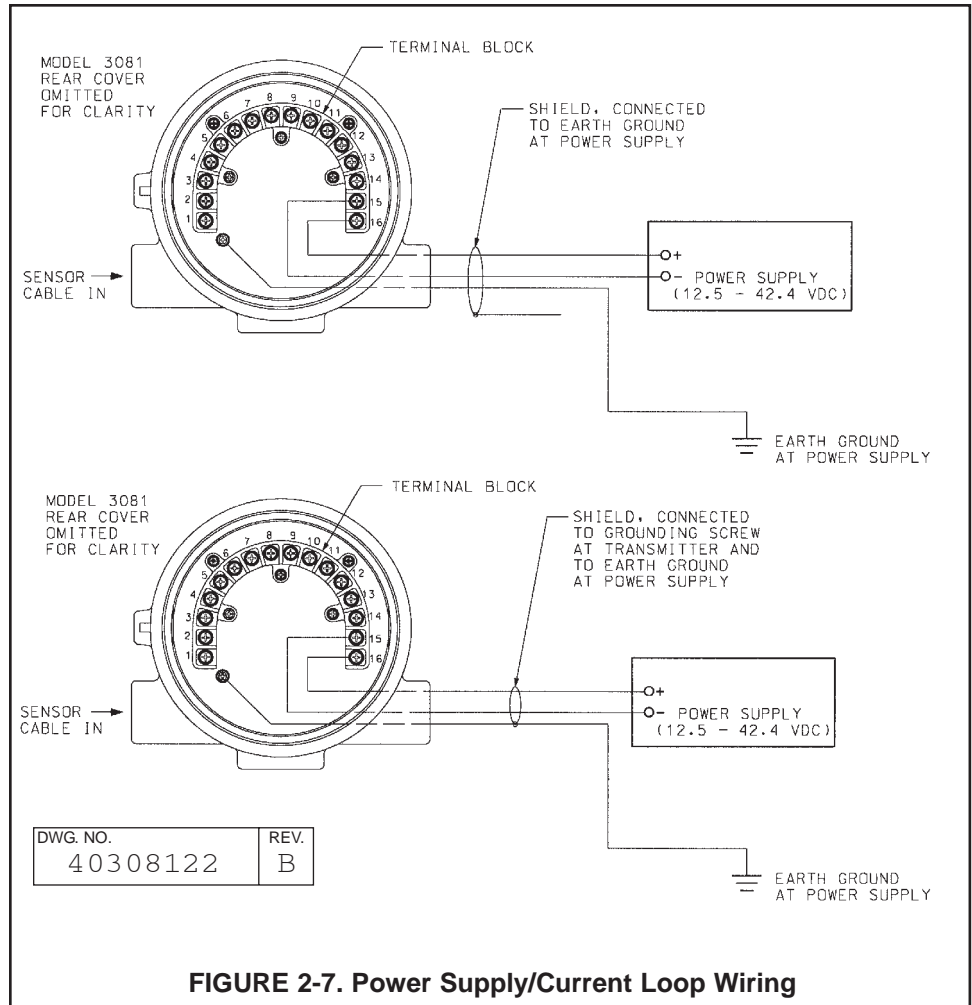 MODEL 3081
REAR COVER
OMITTED
FOR CLARITY
TERMINAL BLOCK
1
2
3
4
5
6
7
8
9
10
11
12
13
14
15
16
SHIELD, CONNECTED
TO EARTH GROUND
AT POWER SUPPLY
SENSOR
CABLE IN
+
- POWER SUPPLY
(12.5 - 42.4 VDC)
EARTH GROUND
AT POWER SUPPLY
MODEL 3081
REAR COVER
OMITTED
FOR CLARITY
TERMINAL BLOCK
1
2
3
4
5
6
7
8
9
10
11
12
13
14
15
16
SHIELD, CONNECTED
TO GROUNDING SCREW
AT TRANSMITTER AND
TO EARTH GROUND
AT POWER SUPPLY
SENSOR
CABLE IN
+
- POWER SUPPLY
(12.5 - 42.4 VDC)
EARTH GROUND
AT POWER SUPPLY
DWG. NO. REV.
40308122 B
FIGURE 2-7. Power Supply/Current Loop Wiring